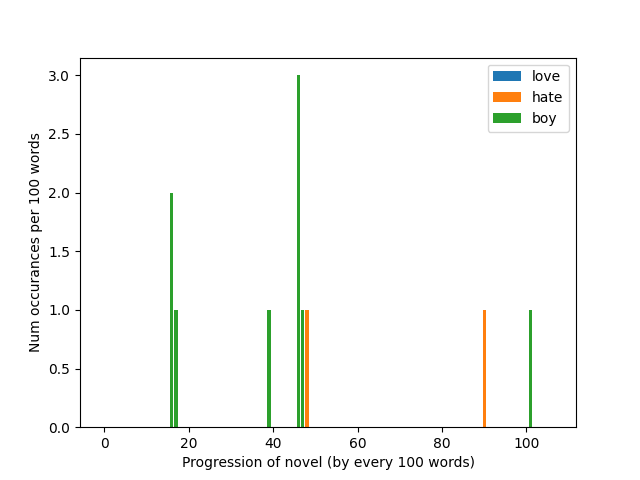 love
hate
boy
3.0
2.5
2.0
1.5
1.0
0.5
0.0
Num occurances per 100 words
0 20 40 60 80 100
Progression of novel (by every 100 words)